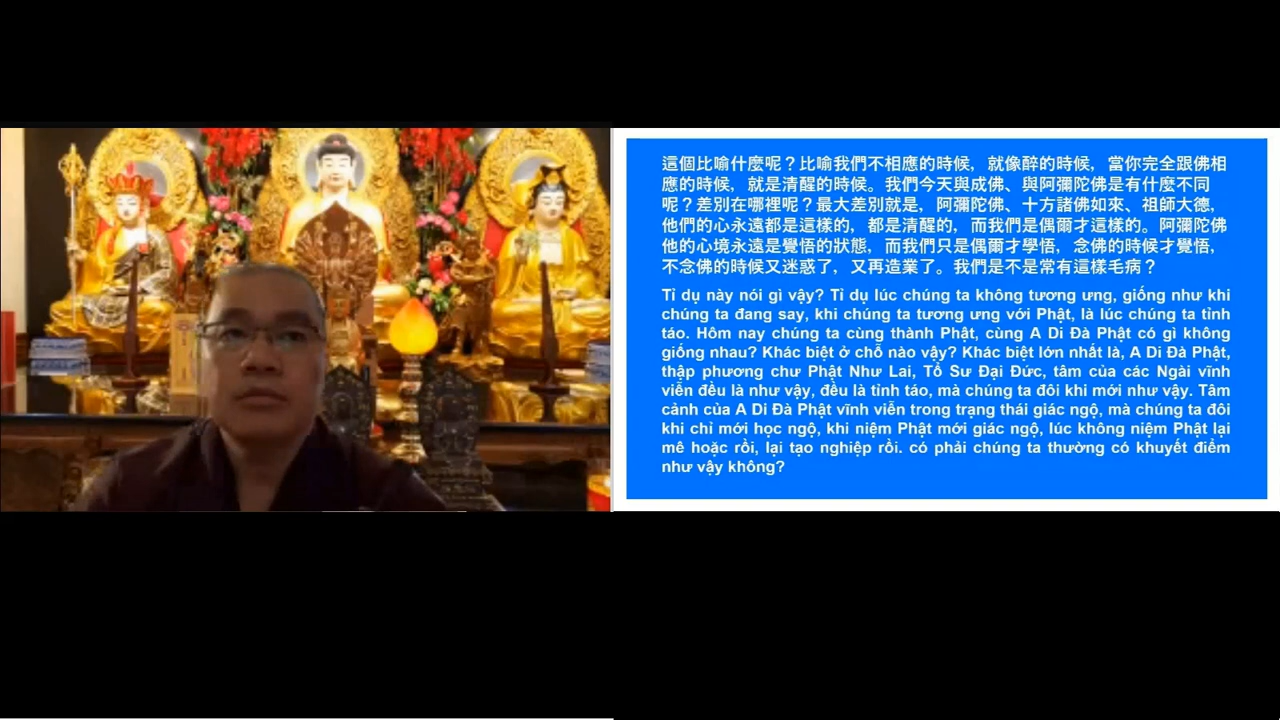 這個比喻什麼呢？比喻我們不相應的時候，就像醉的時候，當你完全跟佛相
應的時候，就是清醒的時候。我們今天與成佛、與阿彌陀佛是有什麼不同
呢？差別在哪裡呢？最大差別就是，阿彌陀佛、十方諸佛如來、祖師大德，
他們的心永遠都是這樣的，都是清醒的，而我們是偶爾才這樣的。阿彌陀佛
他的心境永遠是覺悟的狀態，而我們只是偶爾才學悟，念佛的時候才覺悟，
不念佛的時候又迷惑了，又再造業了。我們是不是常有這樣毛病？
Tỉ dụ này nói gì vậy? Tỉ dụ lúc chúng ta không tương ưng, giống như khi
chúng ta đang say, khi chúng ta tương ưng với Phật, là lúc chúng ta tỉnh
táo. Hôm nay chúng ta cùng thành Phật, cùng A Di Đà Phật có gì không
giống nhau? Khác biệt ở chỗ nào vậy? Khác biệt lớn nhất là, A Di Đà Phật,
thập phương chư Phật Như Lai, Tổ Sư Đại Đức, tâm của các Ngài vĩnh
viễn đều là như vậy, đều là tỉnh táo, mà chúng ta đôi khi mới như vậy. Tâm
cảnh của A Di Đà Phật vĩnh viễn trong trạng thái giác ngộ, mà chúng ta đôi
khi chỉ mới học ngộ, khi niệm Phật mới giác ngộ, lúc không niệm Phật lại
mê hoặc rồi, lại tạo nghiệp rồi. có phải chúng ta thường có khuyết điểm
như vậy không?